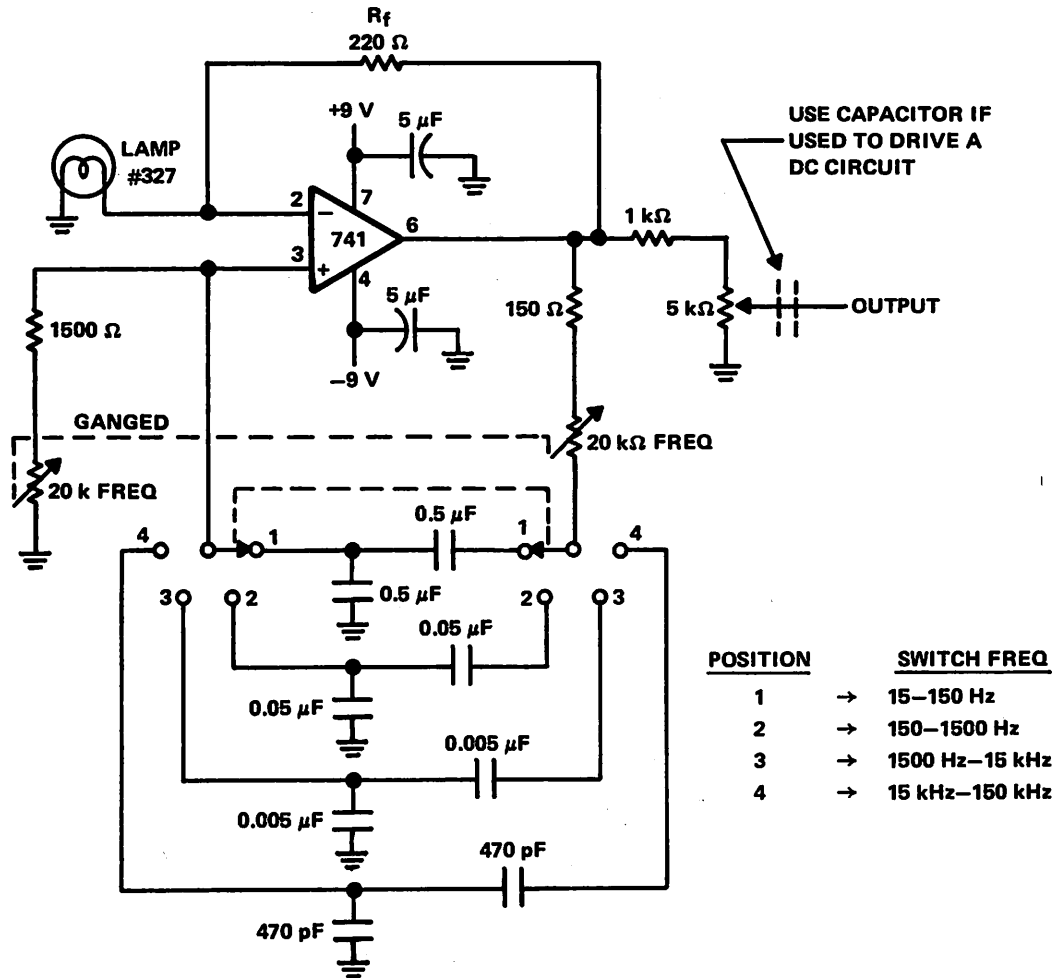 Rf
220 Ω
+9 V
5 μF
USE CAPACITOR IF
USED TO DRIVE A
DC CIRCUIT
LAMP
#327
2
−
7
741
6
3
+
4
1 kΩ
5 μF
−9 V
150 Ω
5 kΩ
OUTPUT
1500 Ω
GANGED
20 kΩ FREQ
20 k FREQ
4
1
0.5 μF
1
4
3
2
0.5 μF
2
3
0.05 μF
0.05 μF
0.005 μF
0.005 μF
470 pF
470 pF
POSITION SWITCH FREQ
1 → 15–150 Hz
2 → 150–1500 Hz
3 → 1500 Hz–15 kHz
4 → 15 kHz–150 kHz